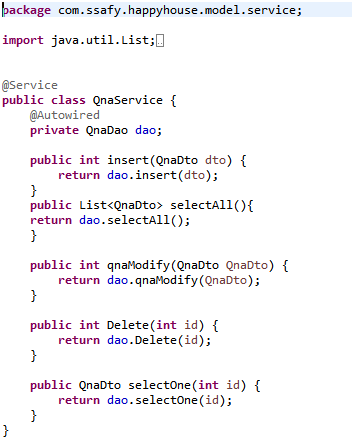 package com.ssafy.happyhouse.model.service;
import java.util.List;
@Service
public class QnaService {
@Autowired
private QnaDao dao;
public int insert(QnaDto dto) {
return dao.insert(dto);
}
public List<QnaDto> selectAll(){
return dao.selectAll();
}
public int qnaModify(QnaDto QnaDto) {
return dao.qnaModify(QnaDto);
}
public int Delete(int id) {
return dao.Delete(id);
}
public QnaDto selectOne(int id) {
return dao.selectOne(id);
}
}